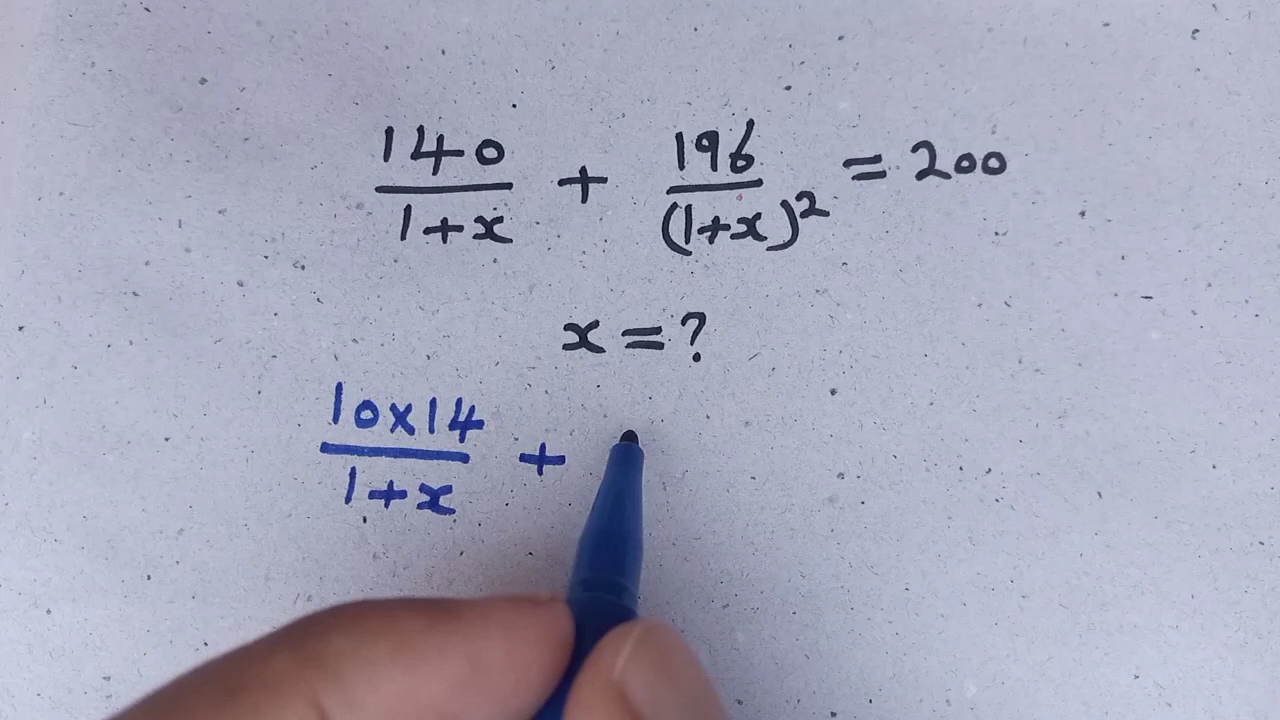 140/(1+x) + 196/(1+x)² = 200
x = ?
10x14/(1+x) +